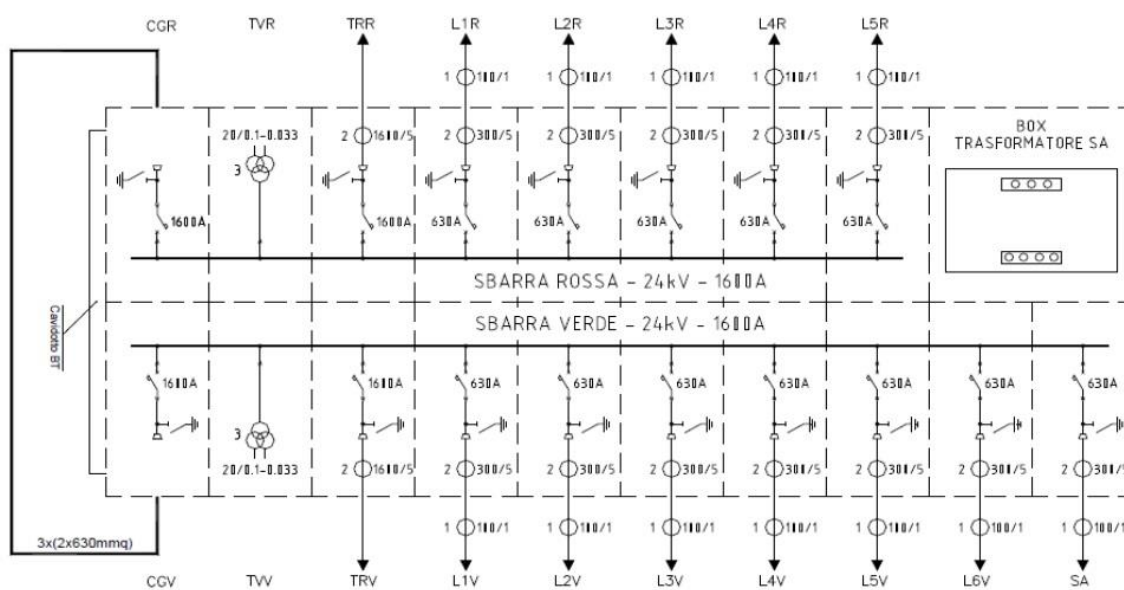 CGR TVR TRR L1R L2R L3R L4R L5R
1 100/1 1 100/1 1 100/1 1 100/1 1 100/1
20/0.1-0.033 2 1600/5 2 300/5 2 300/5 2 300/5 2 300/5 2 300/5
BOX
TRASFORMATORE SA
3
1600A 1600A 630A 630A 630A 630A 630A
SBARRA ROSSA - 24kV - 1600A
SBARRA VERDE - 24kV - 1600A
Cavidotto BT
1600A 1600A 630A 630A 630A 630A 630A 630A 630A
3
20/0.1-0.033 2 1600/5 2 300/5 2 300/5 2 300/5 2 300/5 2 300/5 2 300/5 2 300/5
1 100/1 1 100/1 1 100/1 1 100/1 1 100/1 1 100/1 1 100/1
3x(2x630mmq)
CGV TVV TRV L1V L2V L3V L4V L5V L6V SA